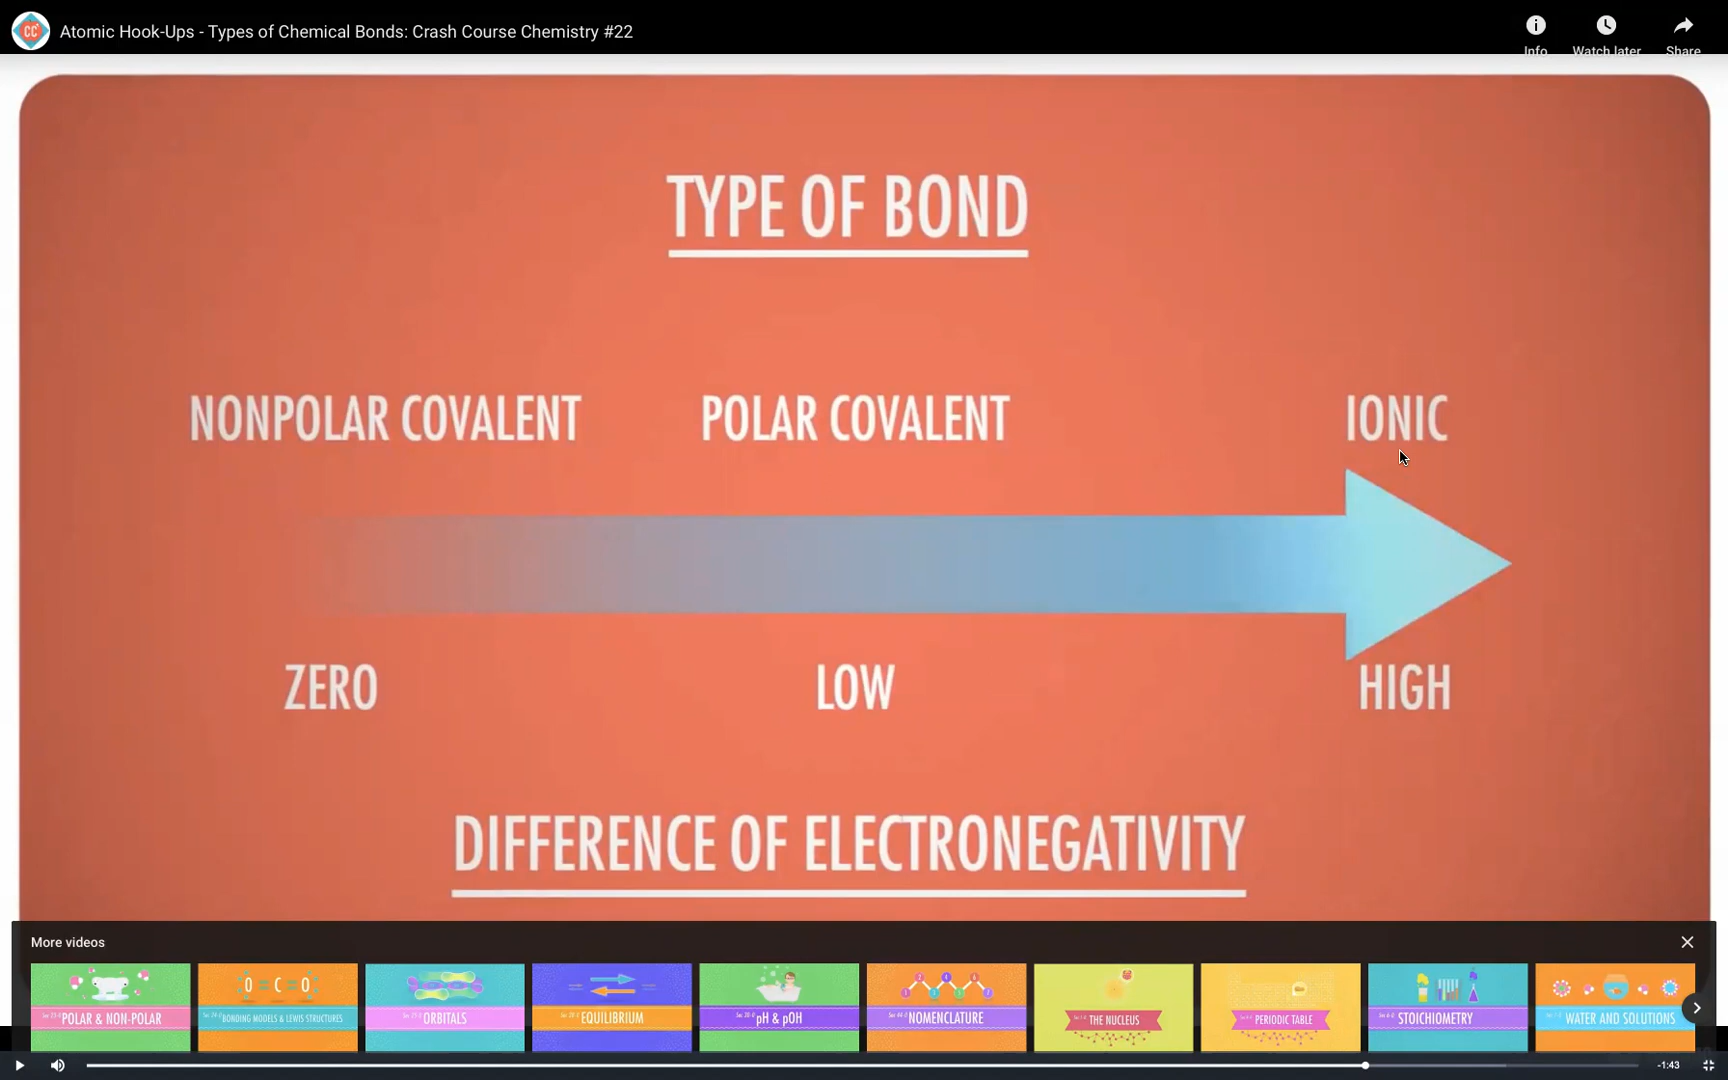 CC
Atomic Hook-Ups - Types of Chemical Bonds: Crash Course Chemistry #22
Info
Watch later
Share
TYPE OF BOND
NONPOLAR COVALENT
POLAR COVALENT
IONIC
ZERO
LOW
HIGH
DIFFERENCE OF ELECTRONEGATIVITY
More videos
O = C = O
POLAR & NON-POLAR
BONDING MODELS & LEWIS STRUCTURES
ORBITALS
EQUILIBRIUM
pH & pOH
NOMENCLATURE
THE NUCLEUS
PERIODIC TABLE
STOICHIOMETRY
WATER AND SOLUTIONS
-1:43